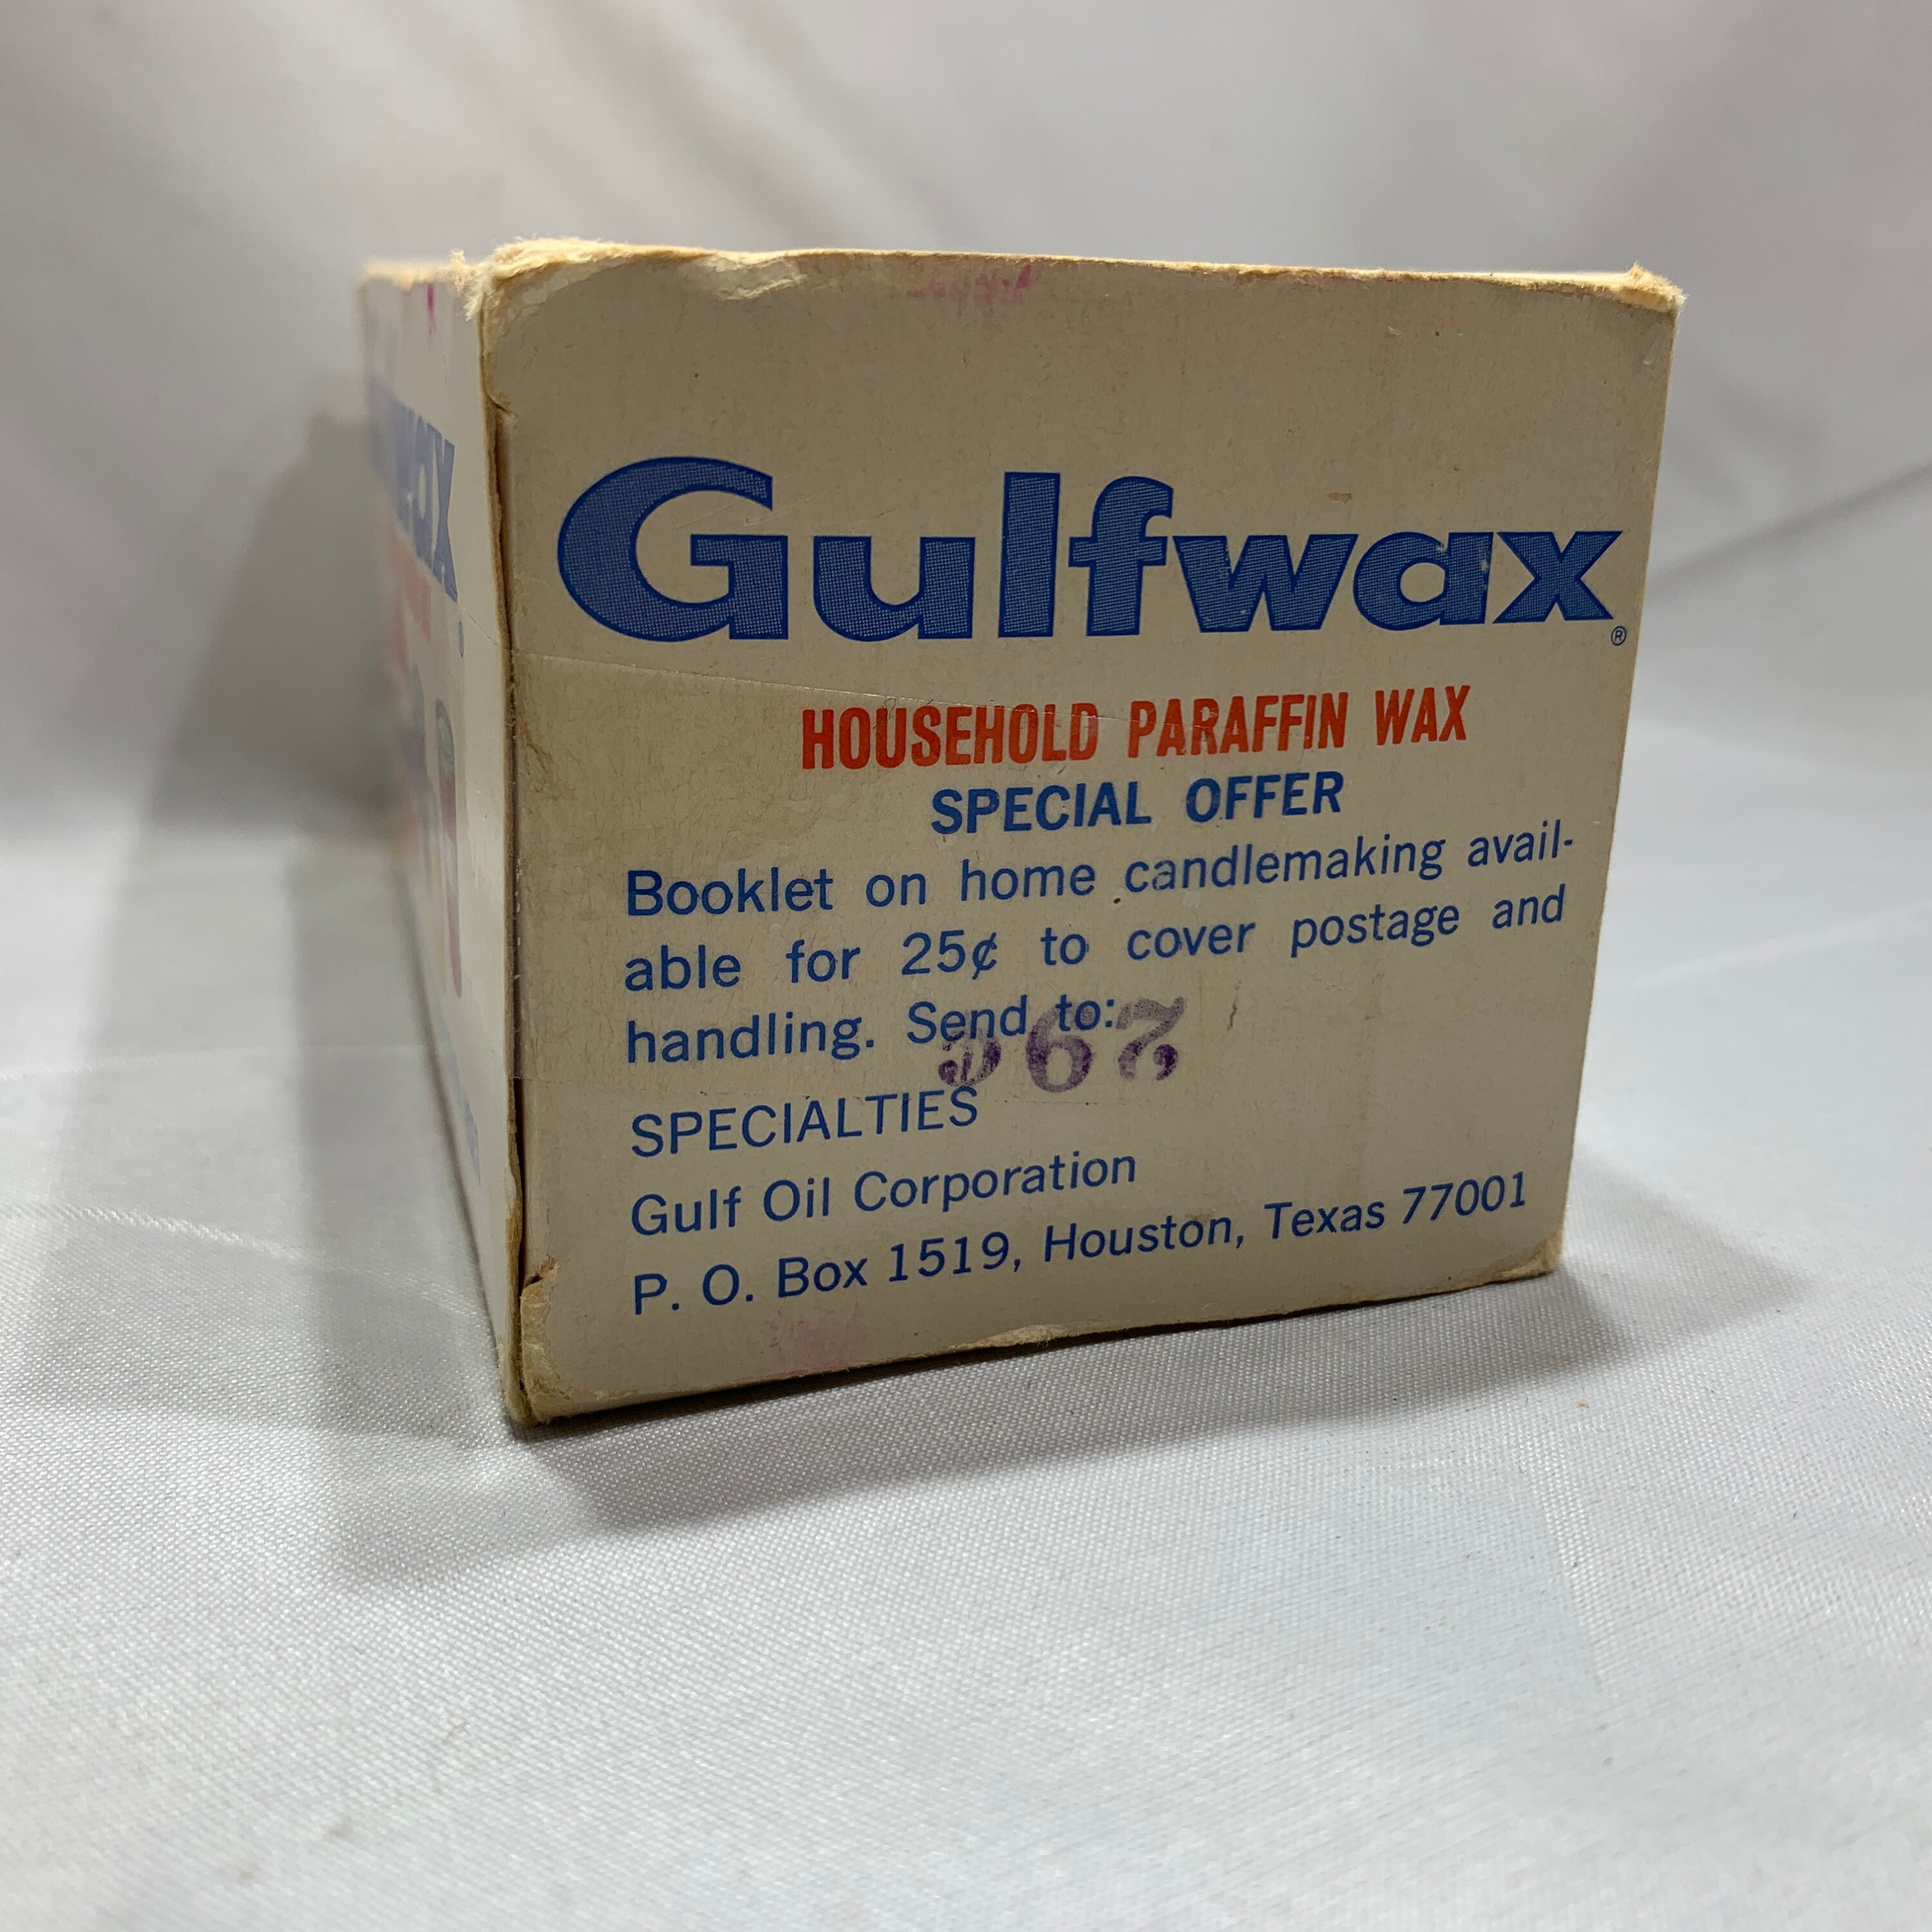 Gulfwax®
HOUSEHOLD PARAFFIN WAX
SPECIAL OFFER
Booklet on home candlemaking avail-
able for 25¢ to cover postage and
handling. Send to:
29¢
SPECIALTIES
Gulf Oil Corporation
P. O. Box 1519, Houston, Texas 77001